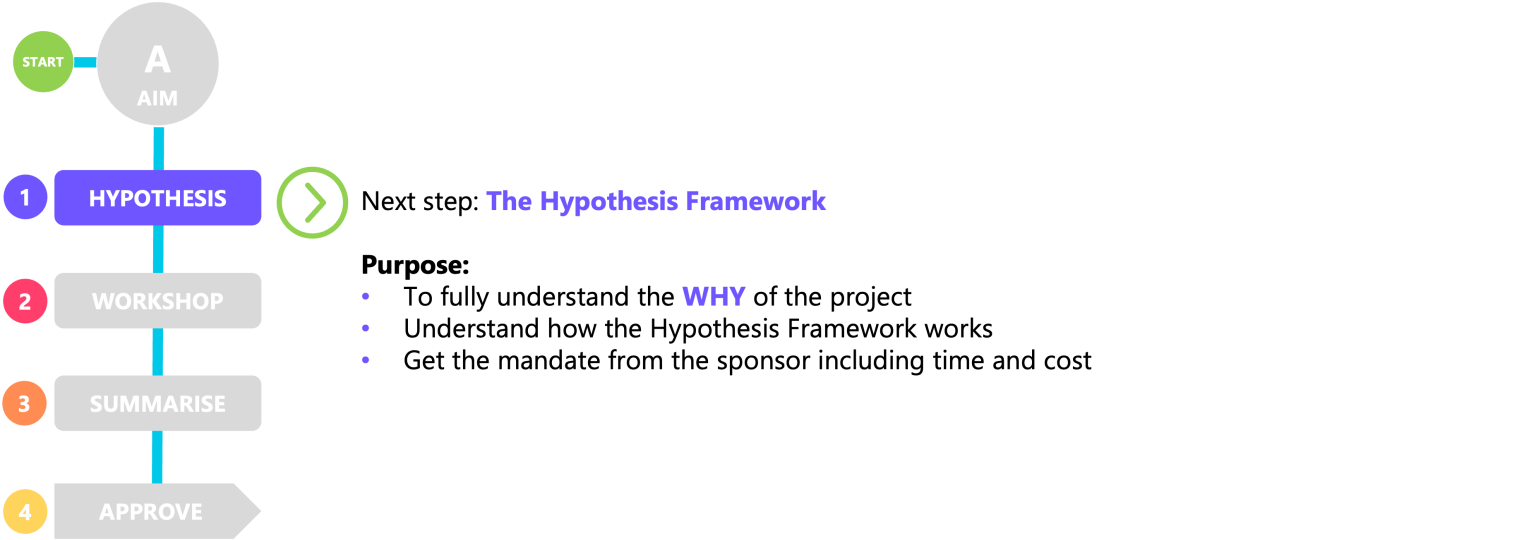 START
A
AIM
1
HYPOTHESIS
Next step: The Hypothesis Framework
Purpose:
• To fully understand the WHY of the project
• Understand how the Hypothesis Framework works
• Get the mandate from the sponsor including time and cost
2
WORKSHOP
3
SUMMARISE
4
APPROVE